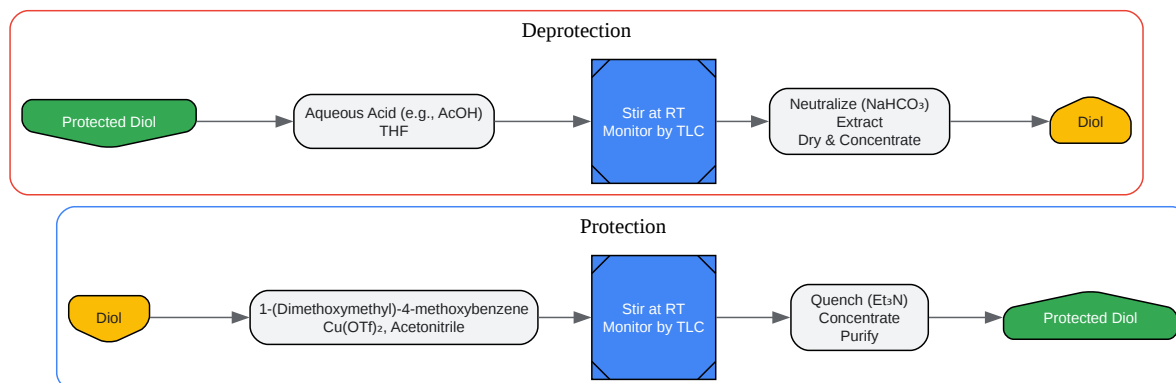 Deprotection
Protected Diol
Aqueous Acid (e.g., AcOH)
THF
Stir at RT
Monitor by TLC
Neutralize (NaHCO₃)
Extract
Dry & Concentrate
Diol
Protection
Diol
1-(Dimethoxymethyl)-4-methoxybenzene
Cu(OTf)₂, Acetonitrile
Stir at RT
Monitor by TLC
Quench (Et₃N)
Concentrate
Purify
Protected Diol